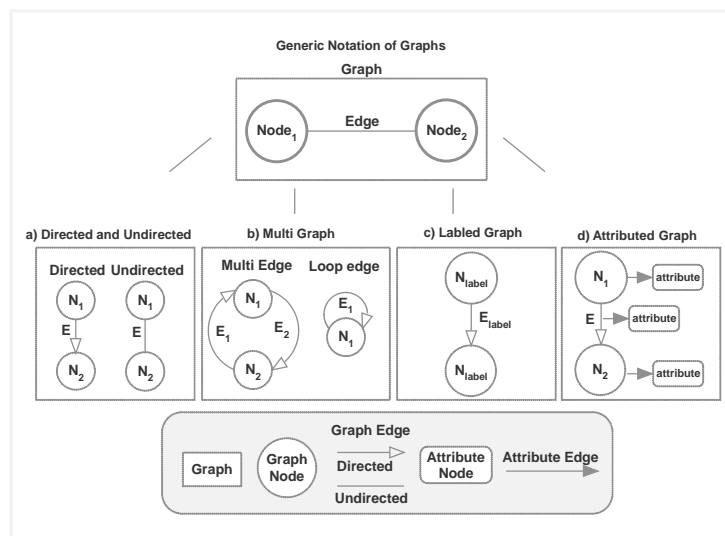 Generic Notation of Graphs
Graph
Node1 Edge Node2
a) Directed and Undirected
b) Multi Graph
c) Labled Graph
d) Attributed Graph
Directed Undirected
N1 N1
E E
N2 N2
Multi Edge Loop edge
N1 E1
E1 E2 N1
N2
Nlabel
Elabel
Nlabel
N1 attribute
E attribute
N2 attribute
Graph
Graph
Node
Graph Edge
Directed
Undirected
Attribute
Node
Attribute Edge